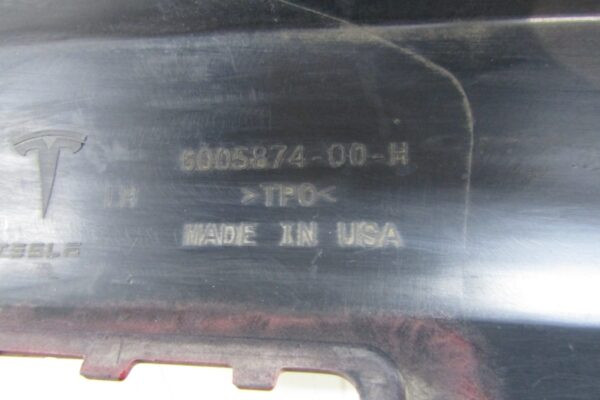 6005874-00-H
LH >TPO<
MADE IN USA
TESLA